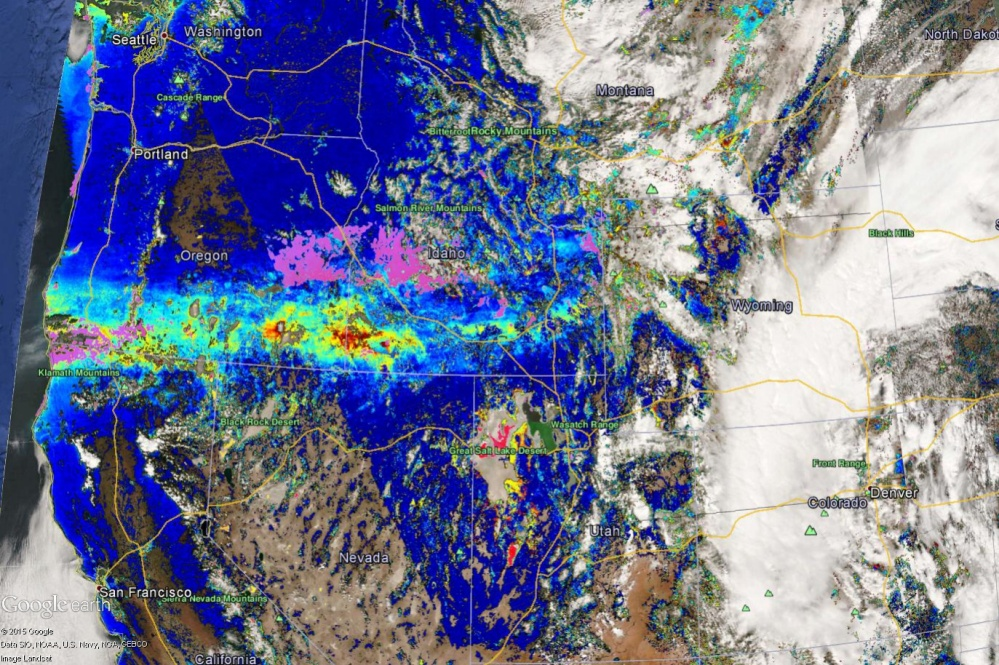 Seattle
Washington
North Dako
Cascade Range
Montana
Bitterroot
Rocky Mountains
Portland
Salmon River Mountains
Oregon
Idaho
Black Hills
Wyoming
Klamath Mountains
Black Rock Desert
Wasatch Range
Great Salt Lake Desert
Front Range
Denver
Colorado
Utah
Nevada
San Francisco
Sierra Nevada Mountains
Google earth
© 2015 Google
Data SIO, NOAA, U.S. Navy, NGA, GEBCO
Image Landsat
California